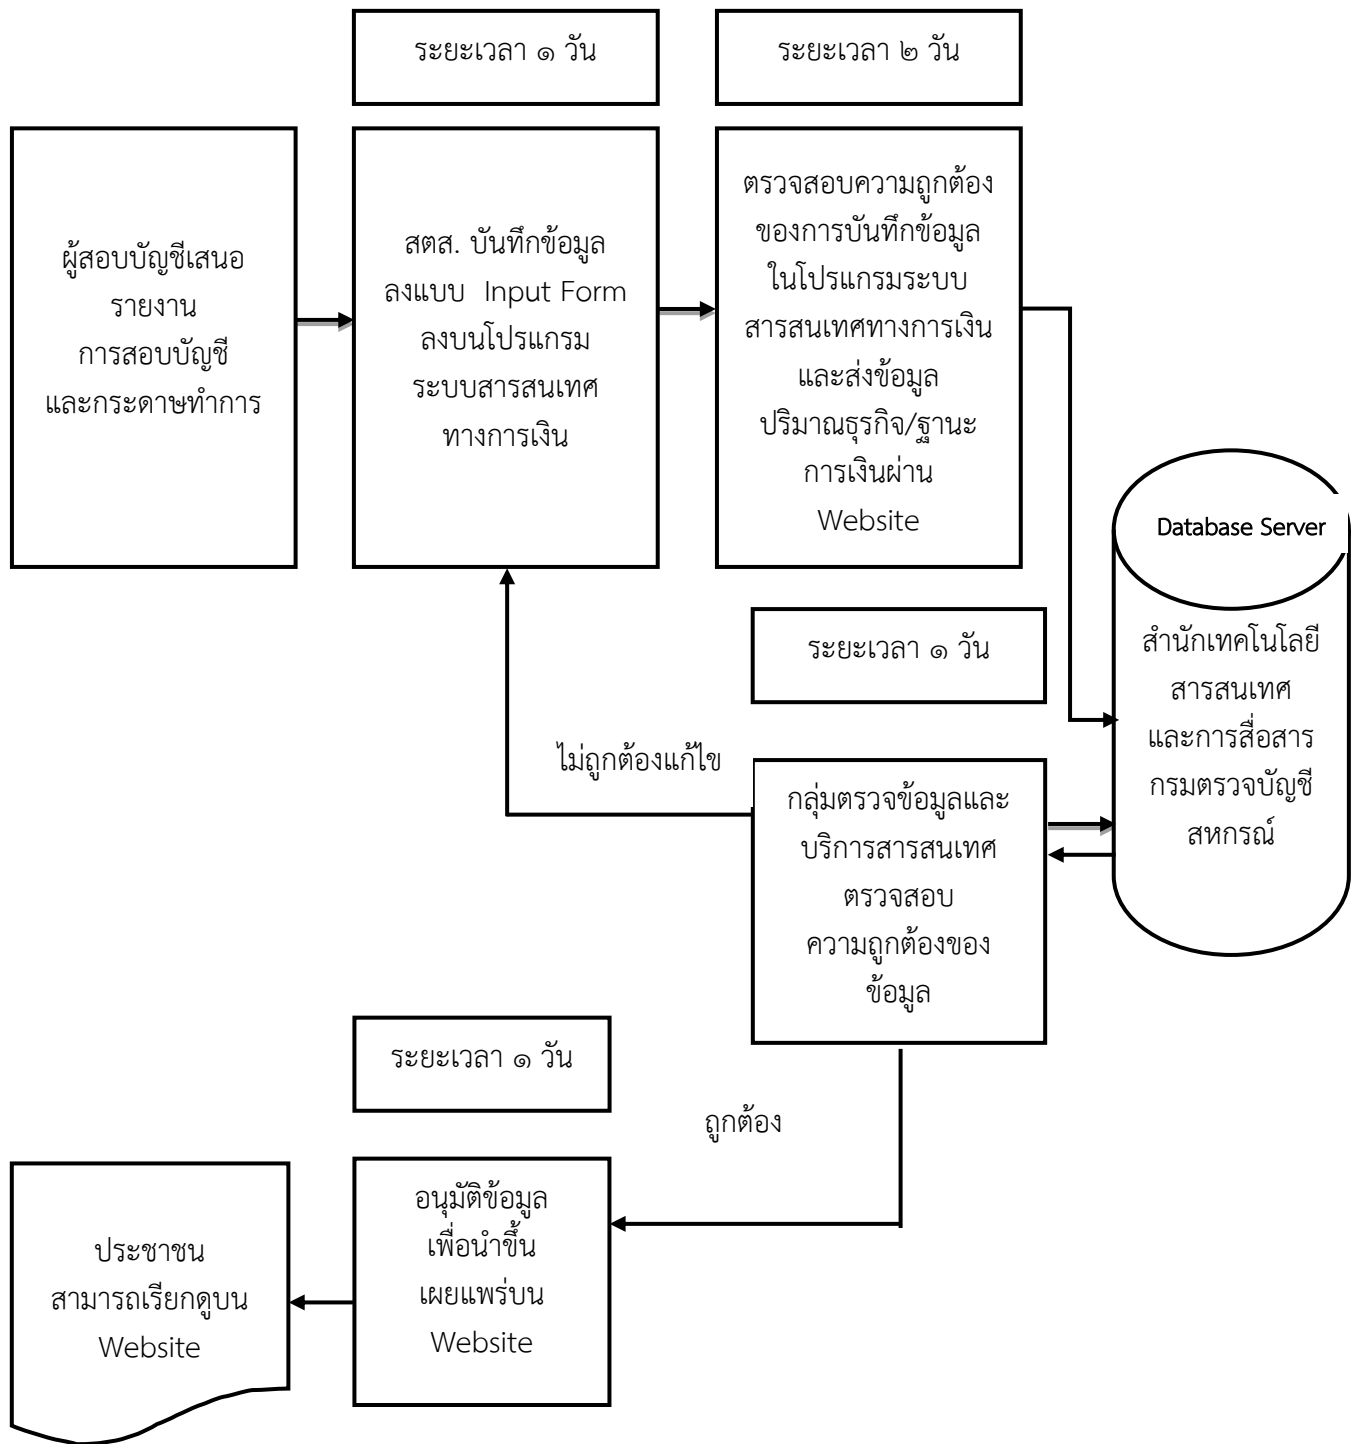 ระยะเวลา ๑ วัน
ระยะเวลา ๒ วัน
ผู้สอบบัญชีเสนอ
รายงาน
การสอบบัญชี
และกระดาษทำการ
สตส. บันทึกข้อมูล
ลงแบบ Input Form
ลงบนโปรแกรม
ระบบสารสนเทศ
ทางการเงิน
ตรวจสอบความถูกต้อง
ของการบันทึกข้อมูล
ในโปรแกรมระบบ
สารสนเทศทางการเงิน
และส่งข้อมูล
ปริมาณธุรกิจ/ฐานะ
การเงินผ่าน
Website
Database Server
สำนักเทคโนโลยี
สารสนเทศ
และการสื่อสาร
กรมตรวจบัญชี
สหกรณ์
ระยะเวลา ๑ วัน
ไม่ถูกต้องแก้ไข
กลุ่มตรวจข้อมูลและ
บริการสารสนเทศ
ตรวจสอบ
ความถูกต้องของ
ข้อมูล
ระยะเวลา ๑ วัน
ถูกต้อง
อนุมัติข้อมูล
เพื่อนำขึ้น
เผยแพร่บน
Website
ประชาชน
สามารถเรียกดูบน
Website